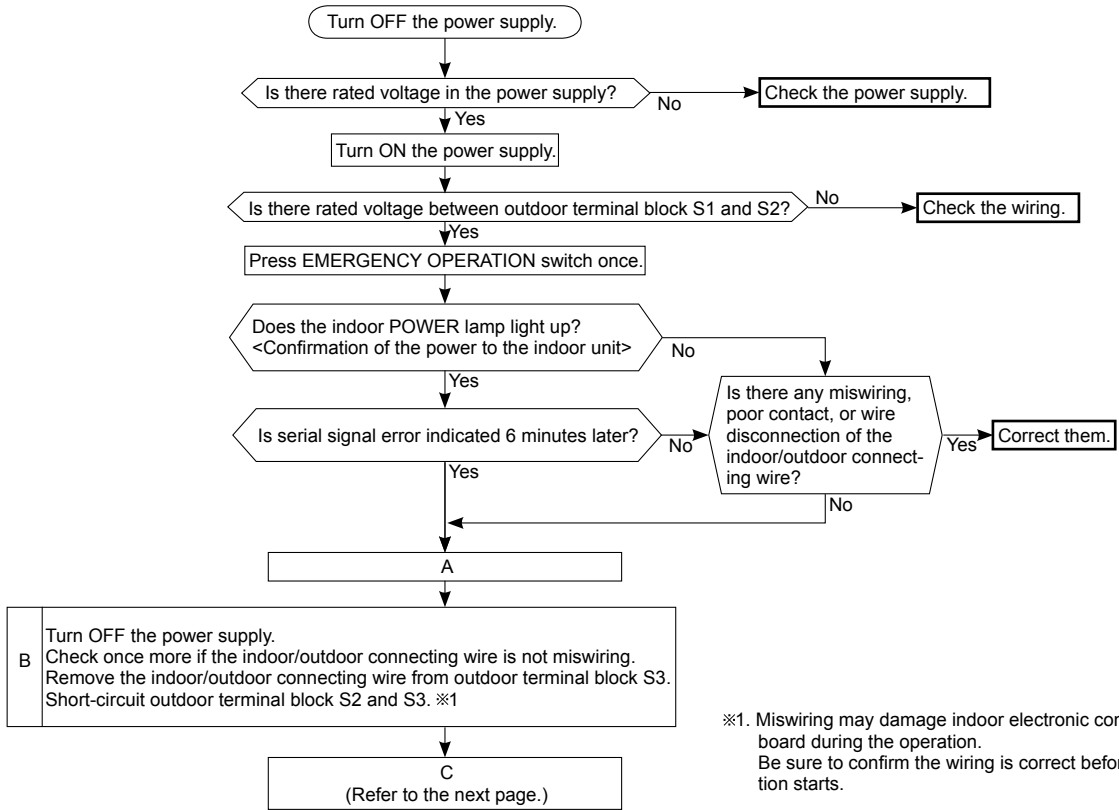 Turn OFF the power supply.
Is there rated voltage in the power supply?
No
Check the power supply.
Yes
Turn ON the power supply.
Is there rated voltage between outdoor terminal block S1 and S2?
No
Check the wiring.
Yes
Press EMERGENCY OPERATION switch once.
Does the indoor POWER lamp light up?
<Confirmation of the power to the indoor unit>
No
Yes
Is serial signal error indicated 6 minutes later?
No
Is there any miswiring,
poor contact, or wire
disconnection of the
indoor/outdoor connect-
ing wire?
Yes
Correct them.
Yes
No
A
B
Turn OFF the power supply.
Check once more if the indoor/outdoor connecting wire is not miswiring.
Remove the indoor/outdoor connecting wire from outdoor terminal block S3.
Short-circuit outdoor terminal block S2 and S3. ※1
C
(Refer to the next page.)
※1. Miswiring may damage indoor electronic
board during the operation.
Be sure to confirm the wiring is correct
tion starts.